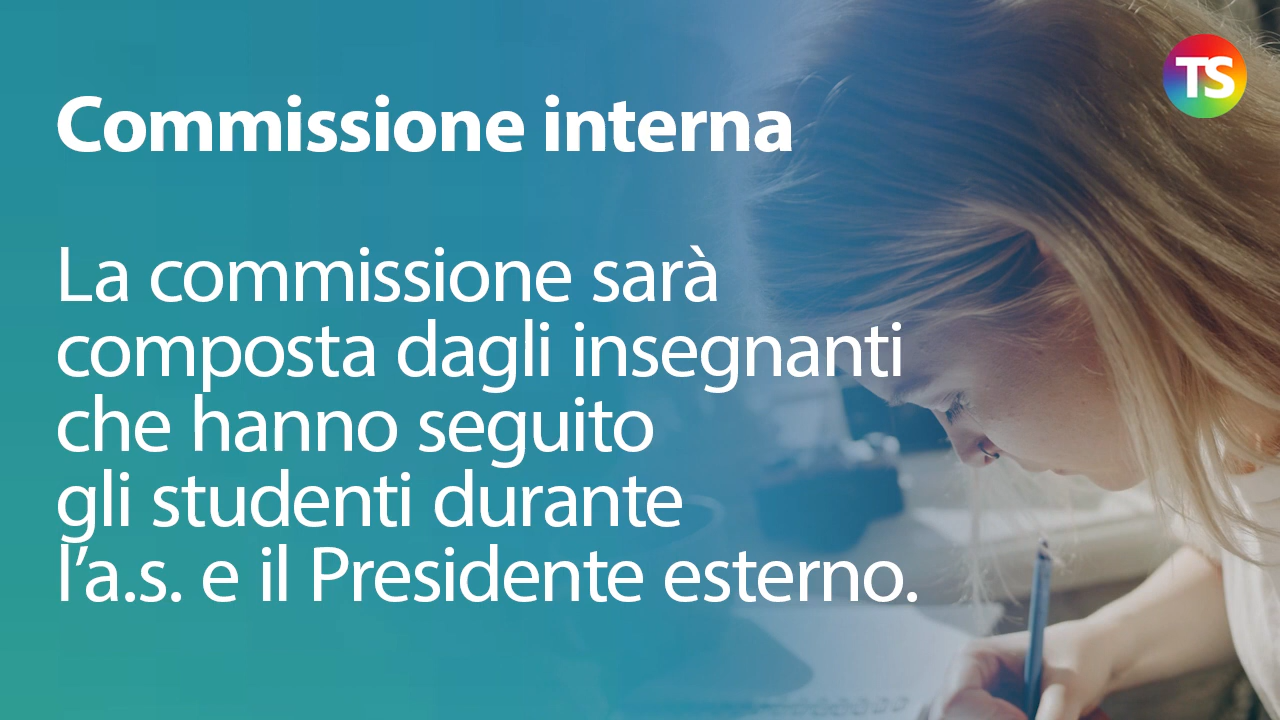 TS
Commissione interna
La commissione sarà
composta dagli insegnanti
che hanno seguito
gli studenti durante
l’a.s. e il Presidente esterno.